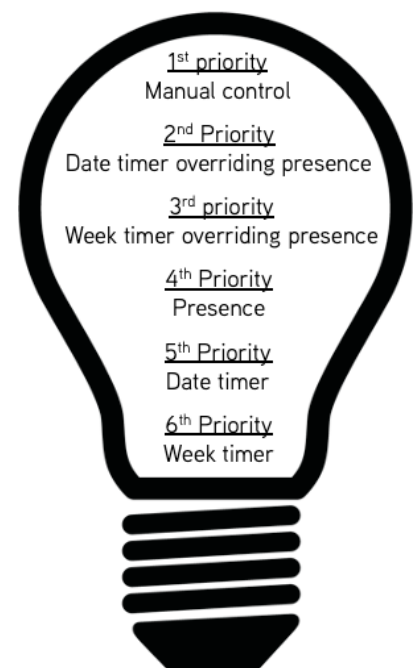 1st priority
Manual control
2nd Priority
Date timer overriding presence
3rd priority
Week timer overriding presence
4th Priority
Presence
5th Priority
Date timer
6th Priority
Week timer